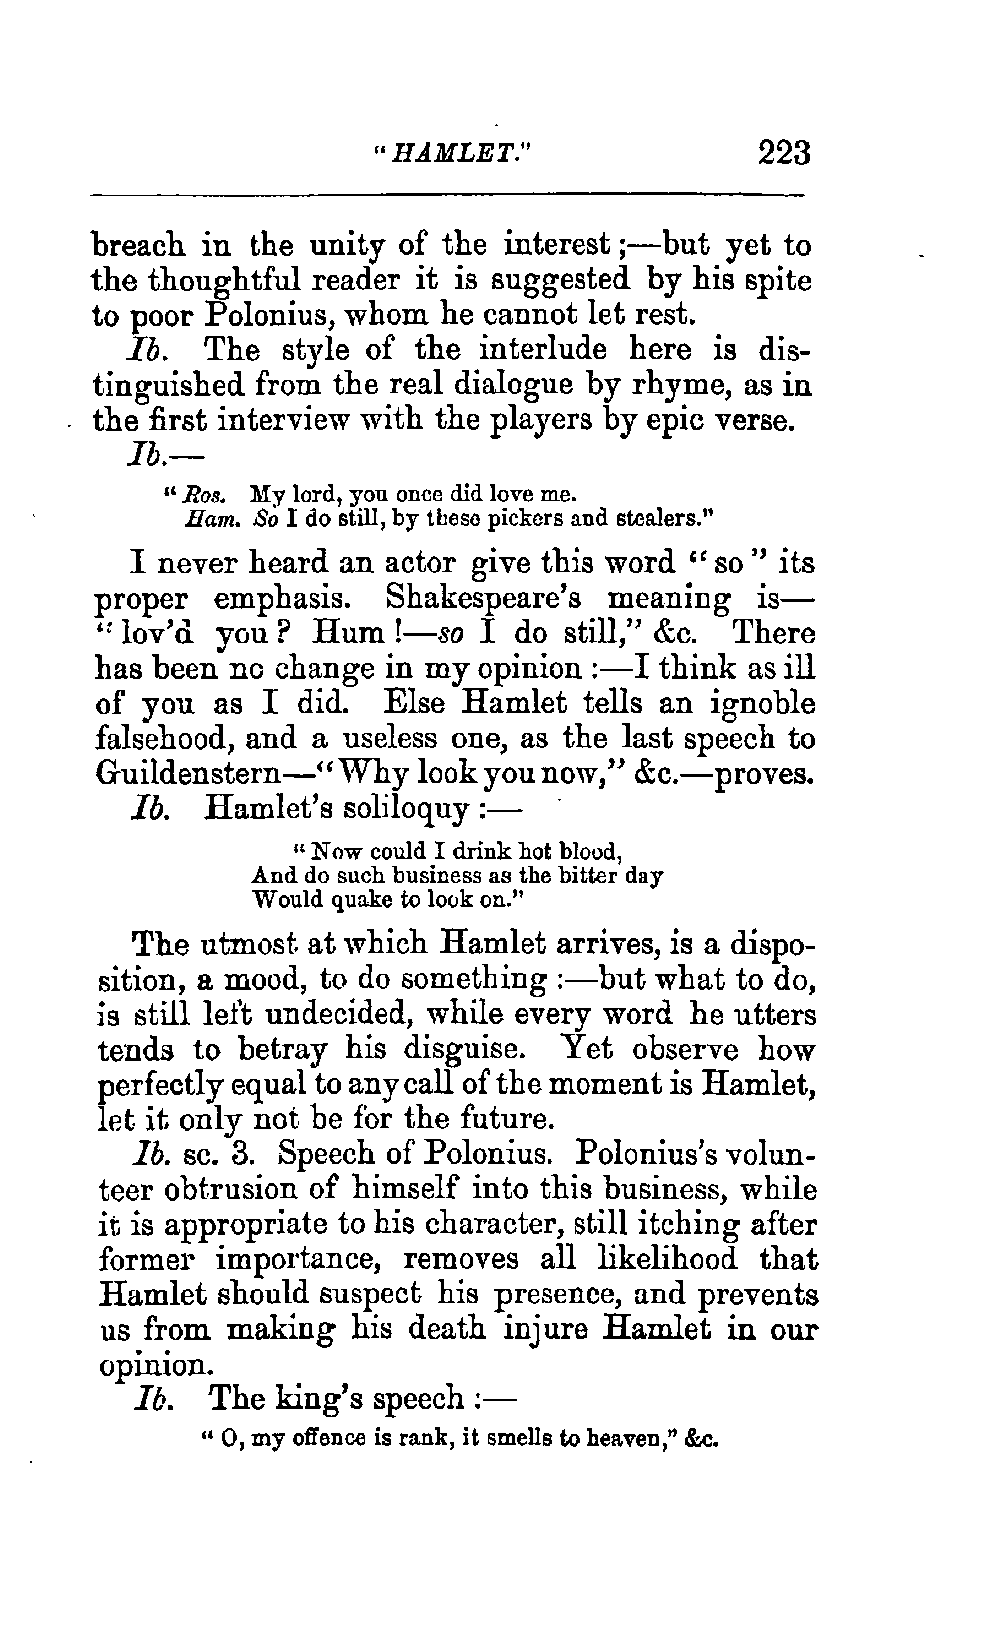 "HAMLET." 223
breach in the unity of the interest ;—but yet to
the thoughtful reader it is suggested by his spite
to poor Polonius, whom he cannot let rest.
Ib. The style of the interlude here is dis-
tinguished from the real dialogue by rhyme, as in
the first interview with the players by epic verse.
Ib.—
"Ros. My lord, you once did love me.
Ham. So I do still, by these pickers and stealers."
I never heard an actor give this word "so" its
proper emphasis. Shakespeare's meaning is—
"lov'd you? Hum!—so I do still," &c. There
has been no change in my opinion :—I think as ill
of you as I did. Else Hamlet tells an ignoble
falsehood, and a useless one, as the last speech to
Guildenstern—"Why look you now," &c.—proves.
Ib. Hamlet's soliloquy :—
"Now could I drink hot blood,
And do such business as the bitter day
Would quake to look on."
The utmost at which Hamlet arrives, is a dispo-
sition, a mood, to do something :—but what to do,
is still left undecided, while every word he utters
tends to betray his disguise. Yet observe how
perfectly equal to any call of the moment is Hamlet,
let it only not be for the future.
Ib. sc. 3. Speech of Polonius. Polonius's volun-
teer obtrusion of himself into this business, while
it is appropriate to his character, still itching after
former importance, removes all likelihood that
Hamlet should suspect his presence, and prevents
us from making his death injure Hamlet in our
opinion.
Ib. The king's speech :—
"O, my offence is rank, it smells to heaven," &c.